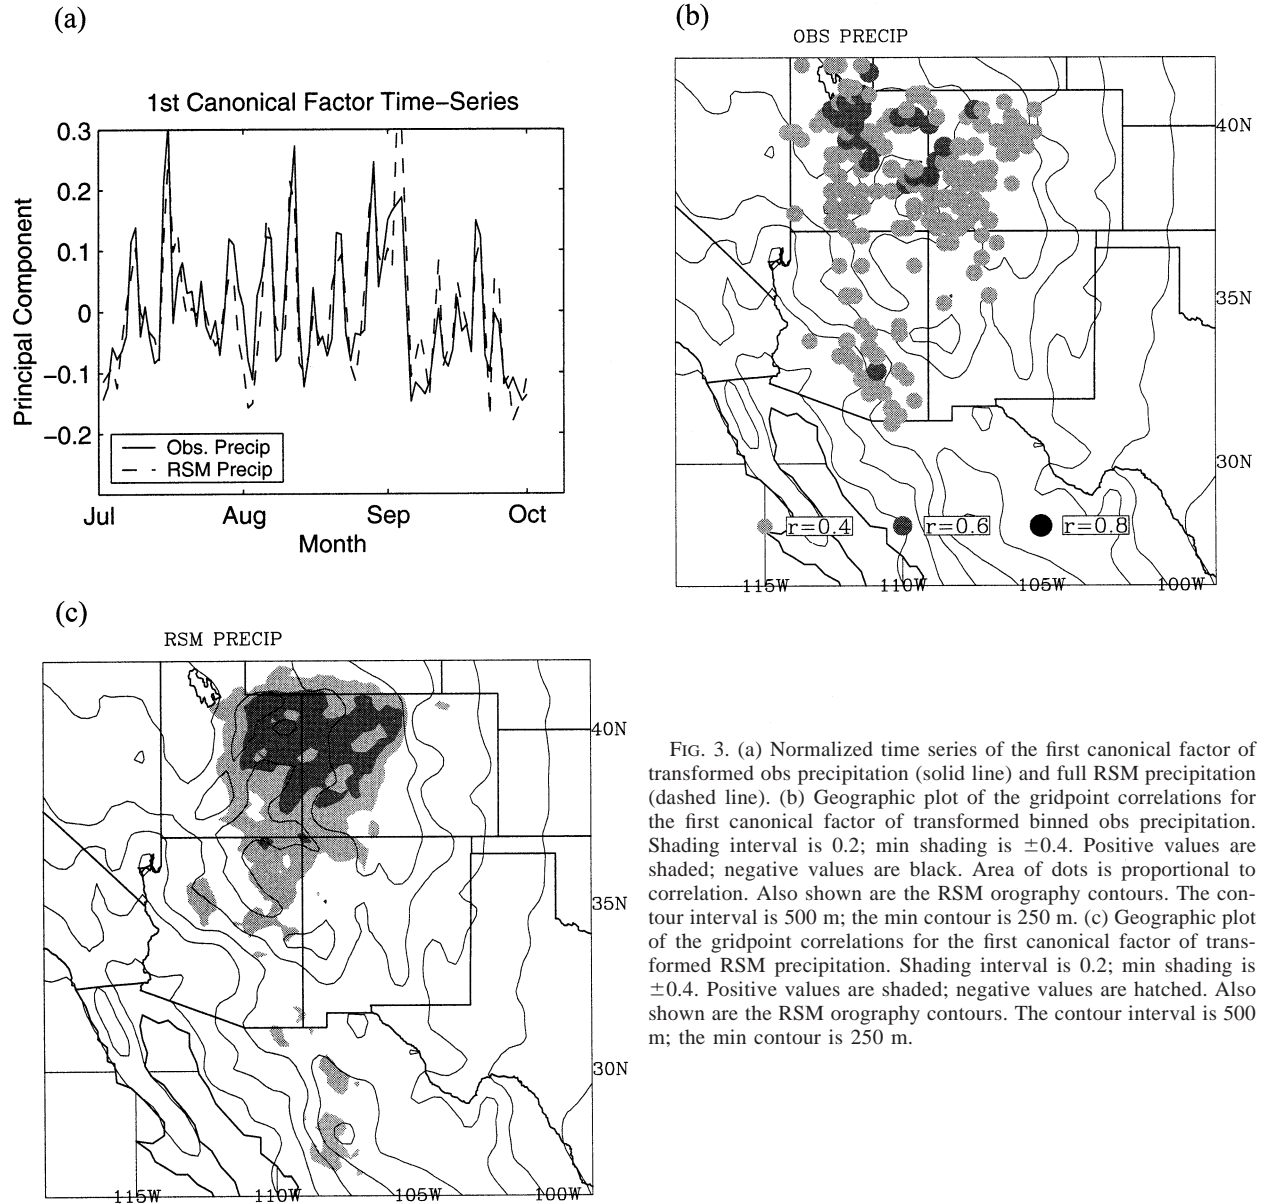 (a)
1st Canonical Factor Time−Series
Principal Component
0.3
0.2
0.1
0
−0.1
−0.2
Obs. Precip
RSM Precip
Jul
Aug
Sep
Oct
Month
(b)
OBS PRECIP
40N
35N
30N
r=0.4
r=0.6
r=0.8
115W
110W
105W
100W
(c)
RSM PRECIP
40N
35N
30N
115W
110W
105W
100W
FIG. 3. (a) Normalized time series of the first canonical factor of
transformed obs precipitation (solid line) and full RSM precipitation
(dashed line). (b) Geographic plot of the gridpoint correlations for
the first canonical factor of transformed binned obs precipitation.
Shading interval is 0.2; min shading is ±0.4. Positive values are
shaded; negative values are black. Area of dots is proportional to
correlation. Also shown are the RSM orography contours. The con-
tour interval is 500 m; the min contour is 250 m. (c) Geographic plot
of the gridpoint correlations for the first canonical factor of trans-
formed RSM precipitation. Shading interval is 0.2; min shading is
±0.4. Positive values are shaded; negative values are hatched. Also
shown are the RSM orography contours. The contour interval is 500
m; the min contour is 250 m.